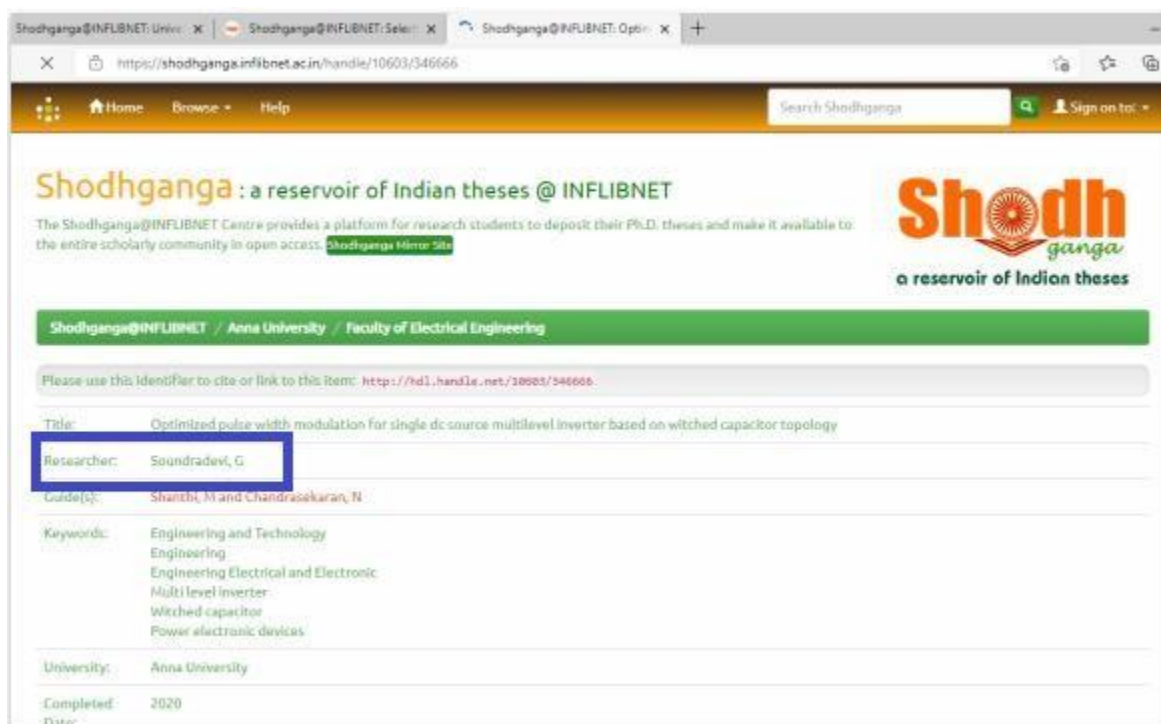 Shodhganga@INFLIBNET: Unive Shodhganga@INFLIBNET: Selec Shodhganga@INFLIBNET: Optim
https://shodhganga.inflibnet.ac.in/handle/10603/346666
Home Browse Help Search Shodhganga Sign on to:
Shodhganga : a reservoir of Indian theses @ INFLIBNET
The Shodhganga@INFLIBNET Centre provides a platform for research students to deposit their Ph.D. theses and make it available to
the entire scholarly community in open access. Shodhganga Mirror Site
Shodh
ganga
a reservoir of Indian theses
Shodhganga@INFLIBNET / Anna University / Faculty of Electrical Engineering
Please use this identifier to cite or link to this item: http://hdl.handle.net/10603/346666
Title: Optimized pulse width modulation for single dc source multilevel inverter based on witched capacitor topology
Researcher: Soundradevi, G
Guide(s): Shanthi, M and Chandrasekaran, N
Keywords: Engineering and Technology
Engineering
Engineering Electrical and Electronic
Multi level inverter
Witched capacitor
Power electronic devices
University: Anna University
Completed 2020
Date: